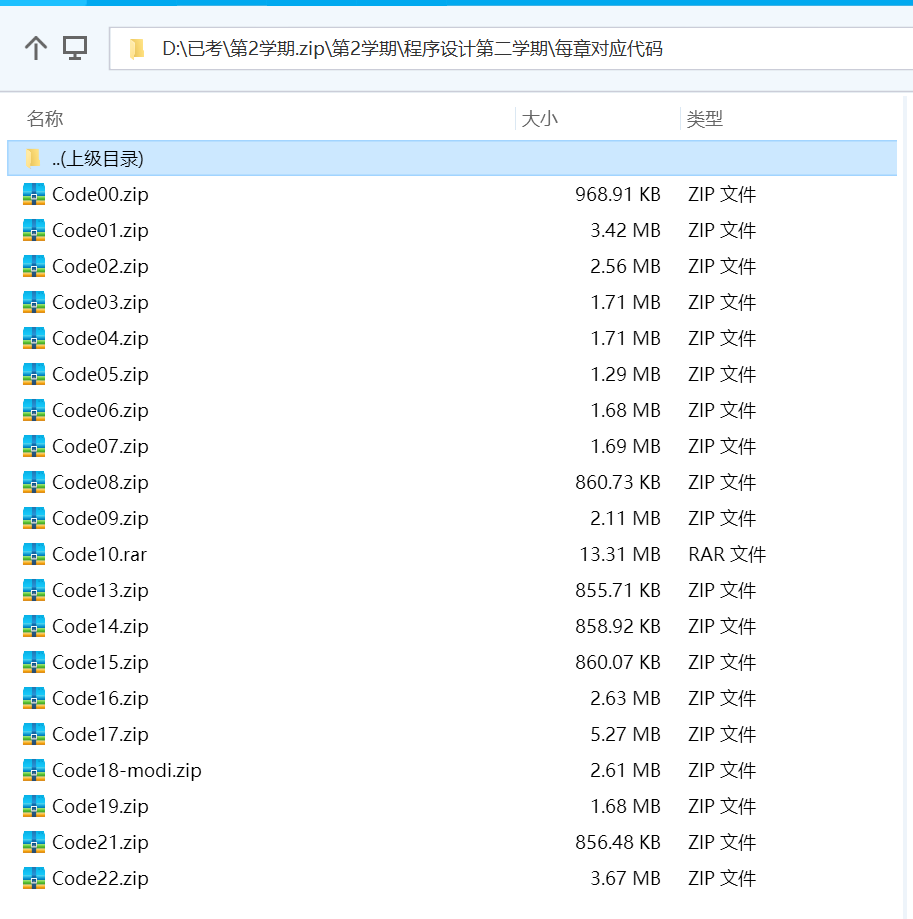 D:\已考\第2学期.zip\第2学期\程序设计第二学期\每章对应代码
名称 大小 类型
..(上级目录)
Code00.zip 968.91 KB ZIP 文件
Code01.zip 3.42 MB ZIP 文件
Code02.zip 2.56 MB ZIP 文件
Code03.zip 1.71 MB ZIP 文件
Code04.zip 1.71 MB ZIP 文件
Code05.zip 1.29 MB ZIP 文件
Code06.zip 1.68 MB ZIP 文件
Code07.zip 1.69 MB ZIP 文件
Code08.zip 860.73 KB ZIP 文件
Code09.zip 2.11 MB ZIP 文件
Code10.rar 13.31 MB RAR 文件
Code13.zip 855.71 KB ZIP 文件
Code14.zip 858.92 KB ZIP 文件
Code15.zip 860.07 KB ZIP 文件
Code16.zip 2.63 MB ZIP 文件
Code17.zip 5.27 MB ZIP 文件
Code18-modi.zip 2.61 MB ZIP 文件
Code19.zip 1.68 MB ZIP 文件
Code21.zip 856.48 KB ZIP 文件
Code22.zip 3.67 MB ZIP 文件